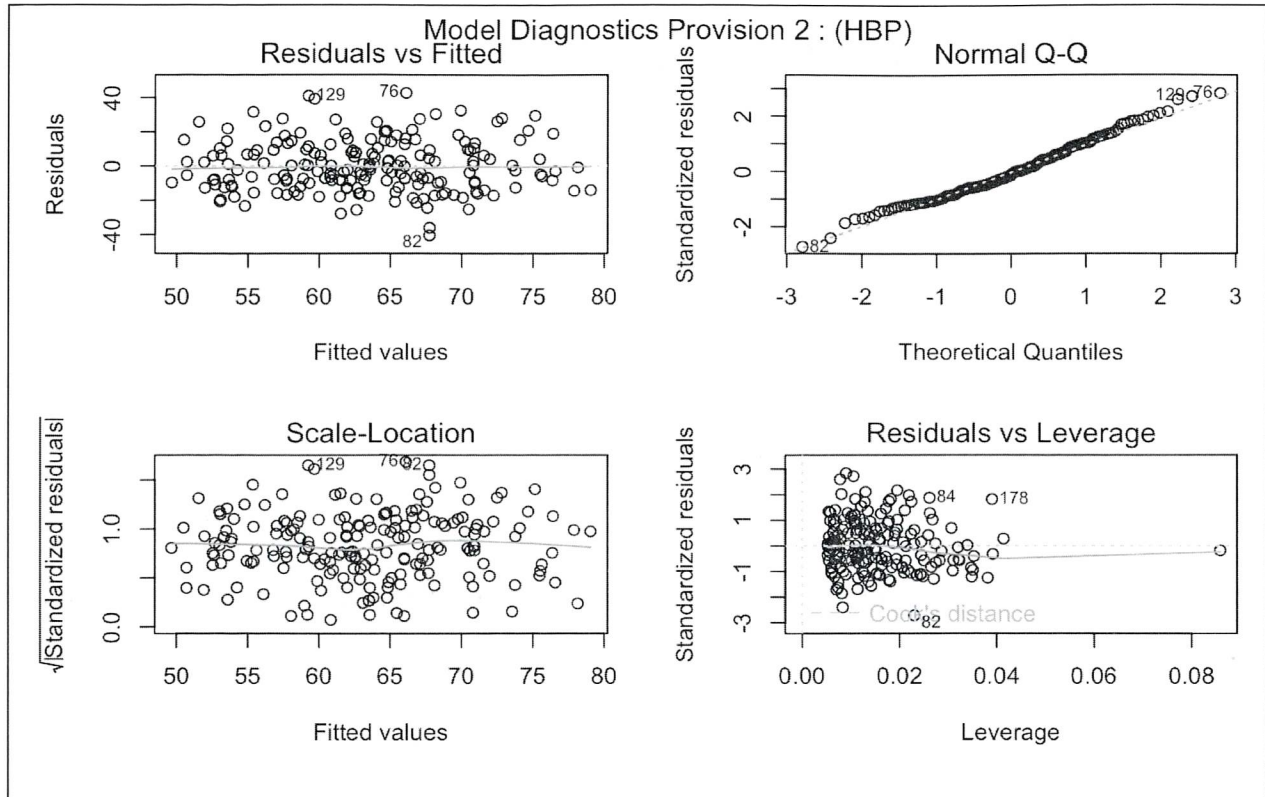 Model Diagnostics Provision 2 : (HBP)
Residuals vs Fitted
Residuals
40
0
-40
129
76
82
50 55 60 65 70 75 80
Fitted values
Normal Q-Q
Standardized residuals
2
0
-2
129
76
82
-3 -2 -1 0 1 2 3
Theoretical Quantiles
Scale-Location
√|Standardized residuals|
1.0
0.0
129
76
82
50 55 60 65 70 75 80
Fitted values
Residuals vs Leverage
Standardized residuals
3
1
-1
-3
84
178
Cook's distance
82
0.00 0.02 0.04 0.06 0.08
Leverage